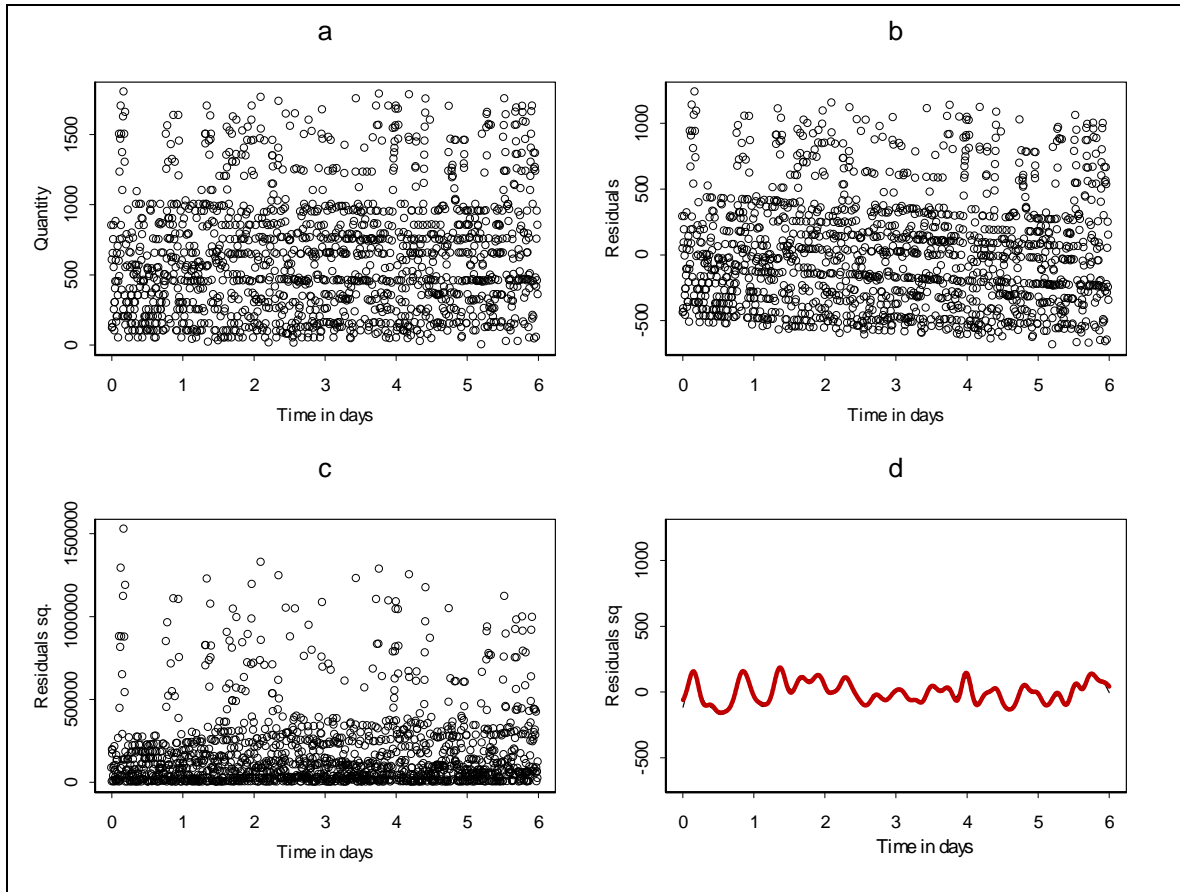 a
Quantity
0 500 1000 1500
0 1 2 3 4 5 6
Time in days
b
Residuals
-500 0 500 1000
0 1 2 3 4 5 6
Time in days
c
Residuals sq.
0 500000 1000000 1500000
0 1 2 3 4 5 6
Time in days
d
Residuals sq
-500 0 500 1000
0 1 2 3 4 5 6
Time in days